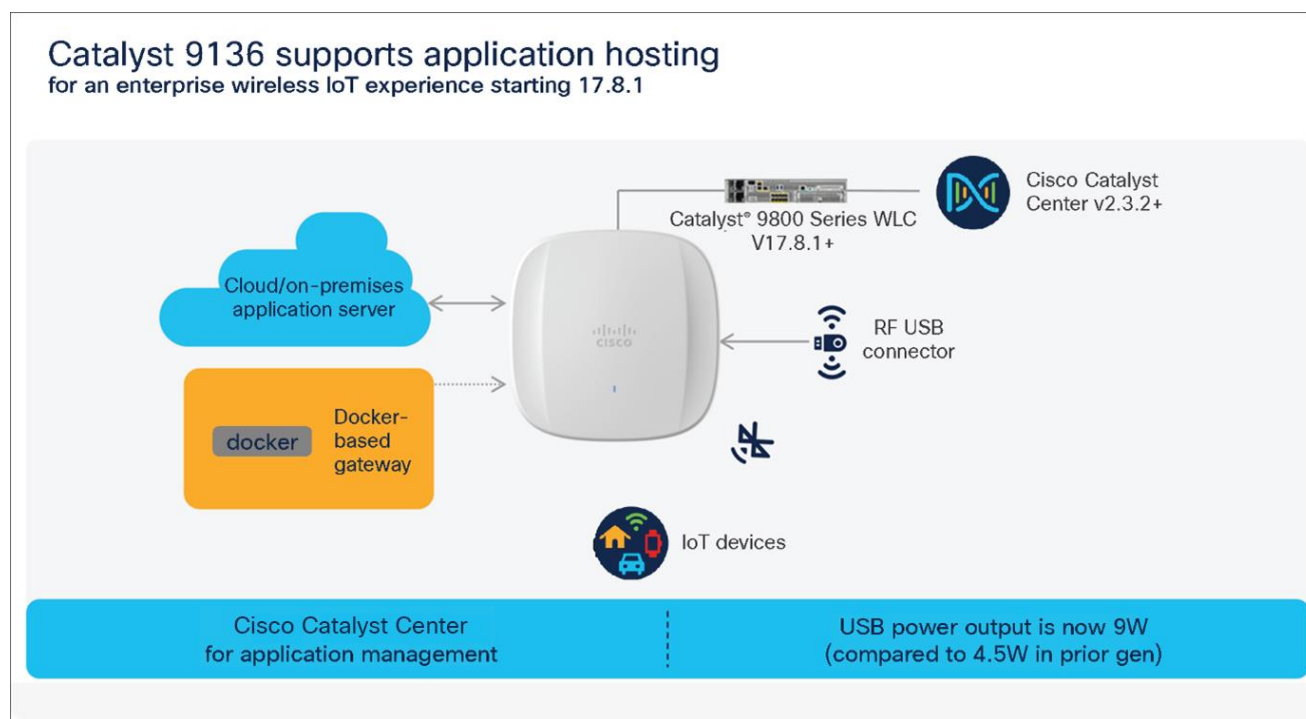 Catalyst 9136 supports application hosting
for an enterprise wireless IoT experience starting 17.8.1
Cisco Catalyst
Center v2.3.2+
Catalyst® 9800 Series WLC
V17.8.1+
Cloud/on-premises
application server
CISCO
RF USB
connector
docker
Docker-
based
gateway
IoT devices
Cisco Catalyst Center
for application management
USB power output is now 9W
(compared to 4.5W in prior gen)